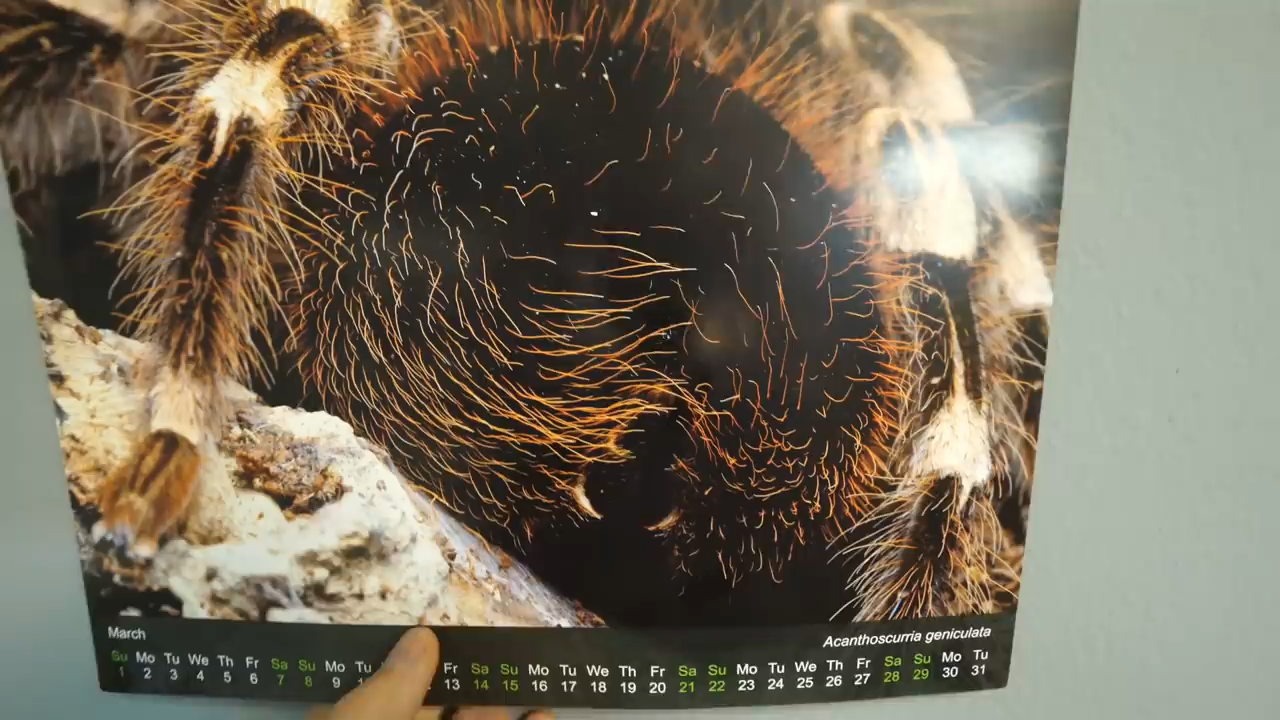 March
Acanthoscurria geniculata
Su Mo Tu We Th Fr Sa Su Mo Tu Fr Sa Su Mo Tu We Th Fr Sa Su Mo Tu We Th Fr Sa Su Mo Tu
1 2 3 4 5 6 7 8 9 13 14 15 16 17 18 19 20 21 22 23 24 25 26 27 28 29 30 31